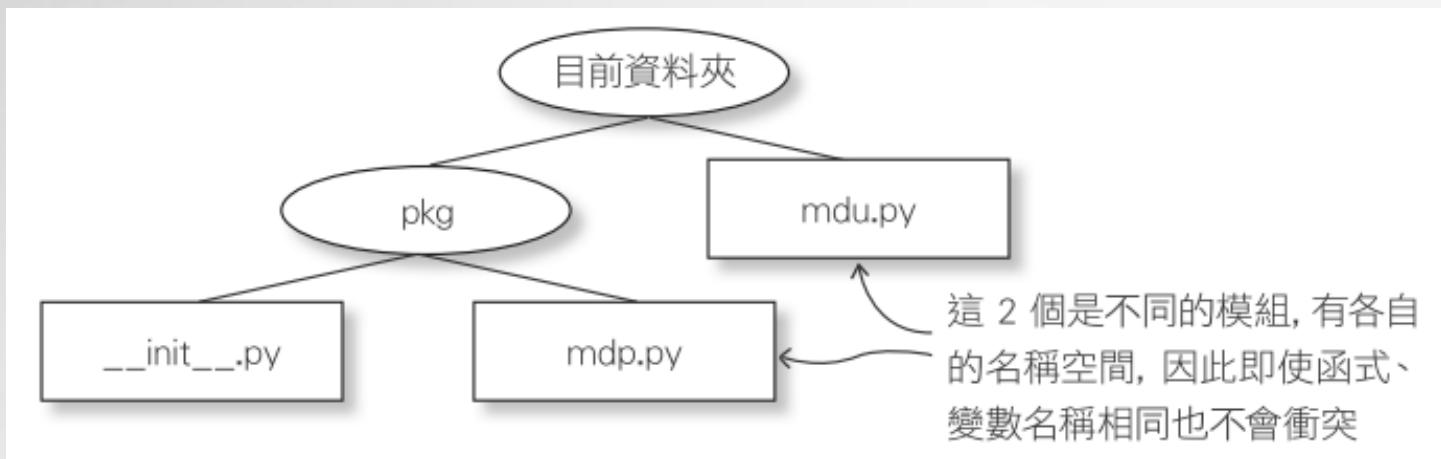 目前資料夾
pkg
mdu.py
__init__.py
mdp.py
這 2 個是不同的模組, 有各自
的名稱空間, 因此即使函式、
變數名稱相同也不會衝突